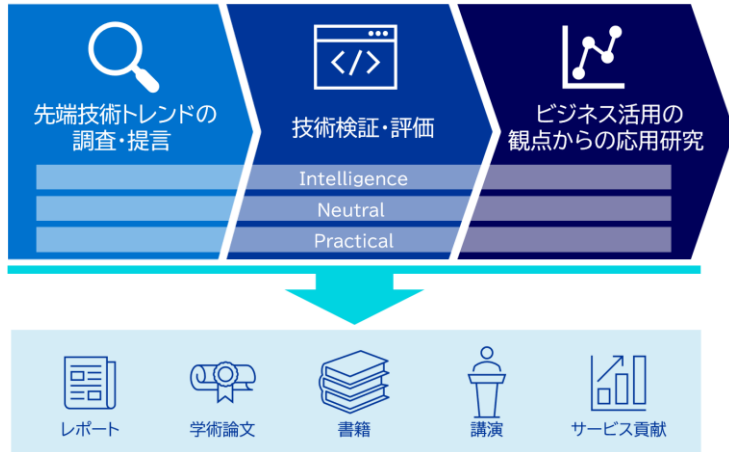 先端技術トレンドの
調査・提言
</>
技術検証・評価
ビジネス活用の
観点からの応用研究
Intelligence
Neutral
Practical
レポート
学術論文
書籍
講演
サービス貢献